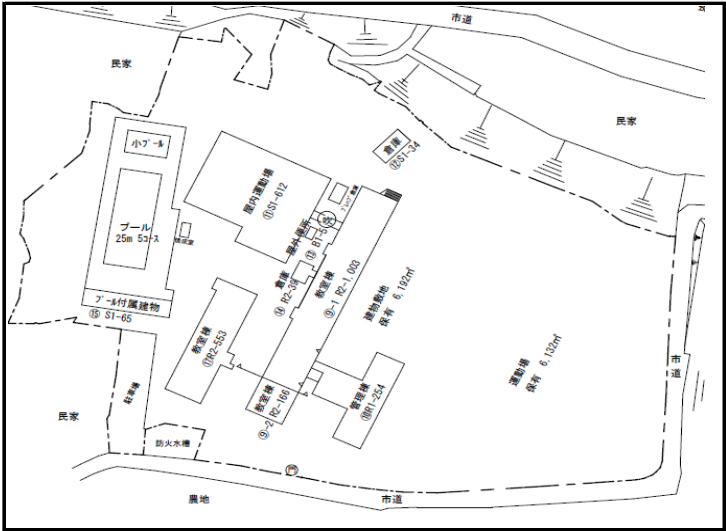 市道
民家
民家
倉庫
⑫S1-34
小ﾌﾟｰﾙ
屋内運動場
⑪S1-612
プール
25m 5ｺｰｽ
屋外便所
⑬ B1-5
倉庫
⑭ R2-39
教室棟
⑨-1 R2-1,003
建物敷地
保有 6,192㎡
ﾌﾟｰﾙ付属建物
⑮ S1-65
教室棟
⑰R2-553
運動場
保有 6,132㎡
市道
駐車場
教室棟
⑨-2 R2-166
管理棟
⑩R1-254
民家
防火水槽
門
農地
市道